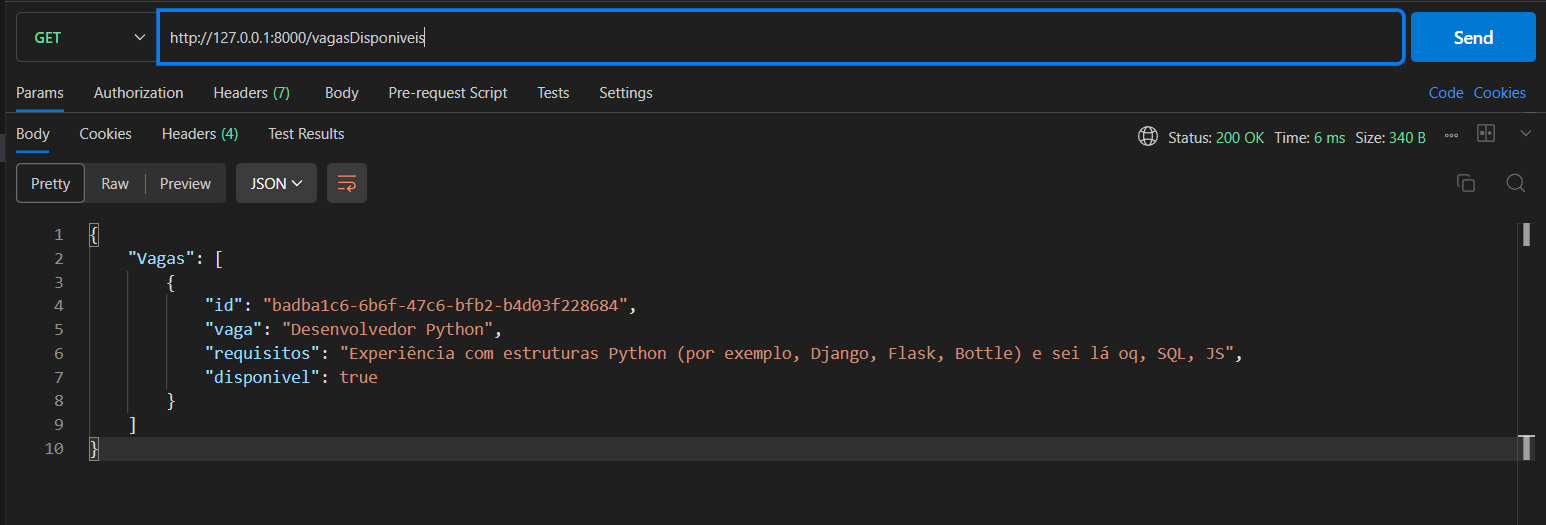 GET http://127.0.0.1:8000/vagasDisponiveis Send
Params Authorization Headers (7) Body Pre-request Script Tests Settings Code Cookies
Body Cookies Headers (4) Test Results Status: 200 OK Time: 6 ms Size: 340 B
Pretty Raw Preview JSON
1 {
2 "Vagas": [
3 {
4 "id": "badba1c6-6b6f-47c6-bfb2-b4d03f228684",
5 "vaga": "Desenvolvedor Python",
6 "requisitos": "Experiência com estruturas Python (por exemplo, Django, Flask, Bottle) e sei lá oq, SQL, JS",
7 "disponivel": true
8 }
9 ]
10 }